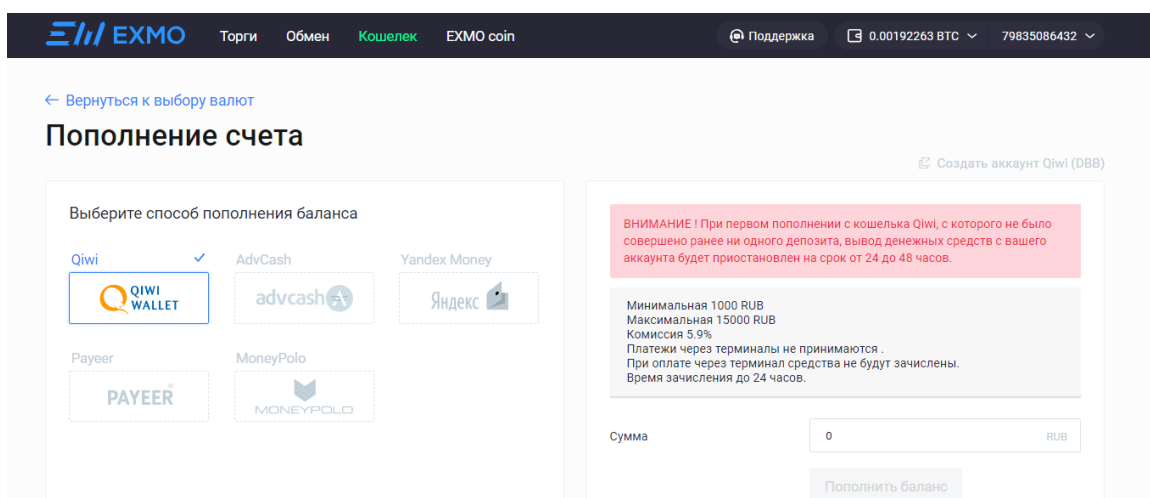 EXMO Торги Обмен Кошелек EXMO coin Поддержка 0.00192263 BTC 79835086432
Вернуться к выбору валют
Пополнение счета
Создать аккаунт Qiwi (DBB)
Выберите способ пополнения баланса
Qiwi AdvCash Yandex Money
QIWI
WALLET
advcash
Яндекс
Payeer MoneyPolo
PAYEER
MONEYPOLO
ВНИМАНИЕ ! При первом пополнении с кошелька Qiwi, с которого не было
совершено ранее ни одного депозита, вывод денежных средств с вашего
аккаунта будет приостановлен на срок от 24 до 48 часов.
Минимальная 1000 RUB
Максимальная 15000 RUB
Комиссия 5.9%
Платежи через терминалы не принимаются .
При оплате через терминал средства не будут зачислены.
Время зачисления до 24 часов.
Сумма 0 RUB
Пополнить баланс